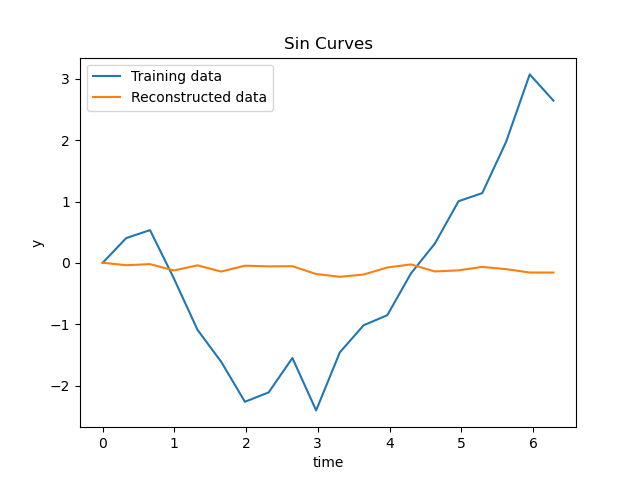 Sin Curves
Training data
Reconstructed data
3
2
1
0
−1
−2
y
0 1 2 3 4 5 6
time